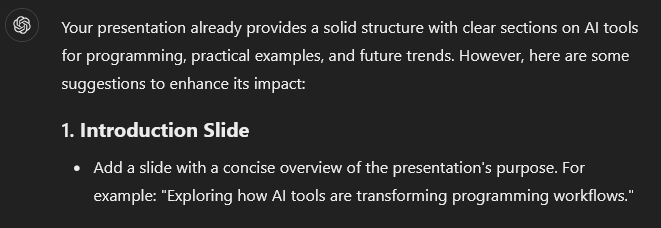 Your presentation already provides a solid structure with clear sections on AI tools
for programming, practical examples, and future trends. However, here are some
suggestions to enhance its impact:
1. Introduction Slide
• Add a slide with a concise overview of the presentation's purpose. For
example: "Exploring how AI tools are transforming programming workflows."